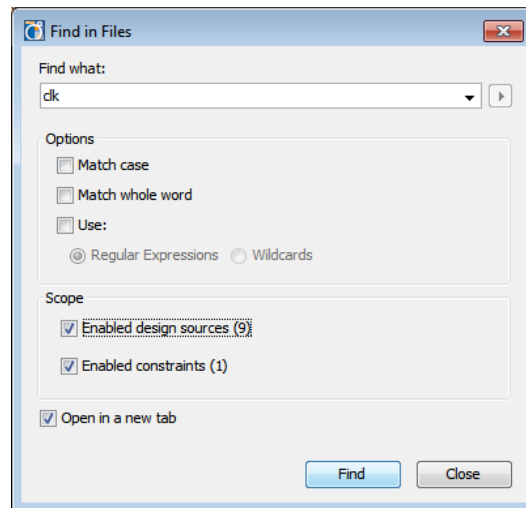 Find in Files
Find what:
clk
Options
Match case
Match whole word
Use:
Regular Expressions Wildcards
Scope
Enabled design sources (9)
Enabled constraints (1)
Open in a new tab
Find Close